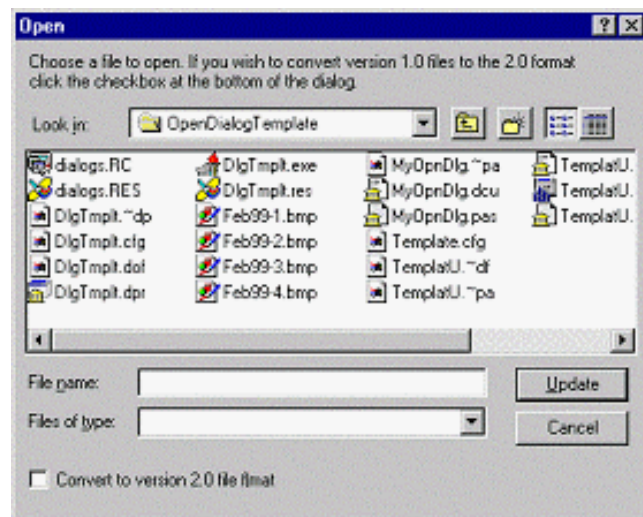 Open
Choose a file to open. If you wish to convert version 1.0 files to the 2.0 format
click the checkbox at the bottom of the dialog.
Look in: OpenDialogTemplate
dialogs.RC DlgTmplt.exe MyOpnDlg.~pa TemplatU.
dialogs.RES DlgTmplt.res MyOpnDlg.dcu TemplatU.
DlgTmplt.~dp Feb99-1.bmp MyOpnDlg.pas TemplatU.
DlgTmplt.cfg Feb99-2.bmp Template.cfg
DlgTmplt.dof Feb99-3.bmp TemplatU.~df
DlgTmplt.dpr Feb99-4.bmp TemplatU.~pa
File name: Update
Files of type: Cancel
Convert to version 2.0 file flmat